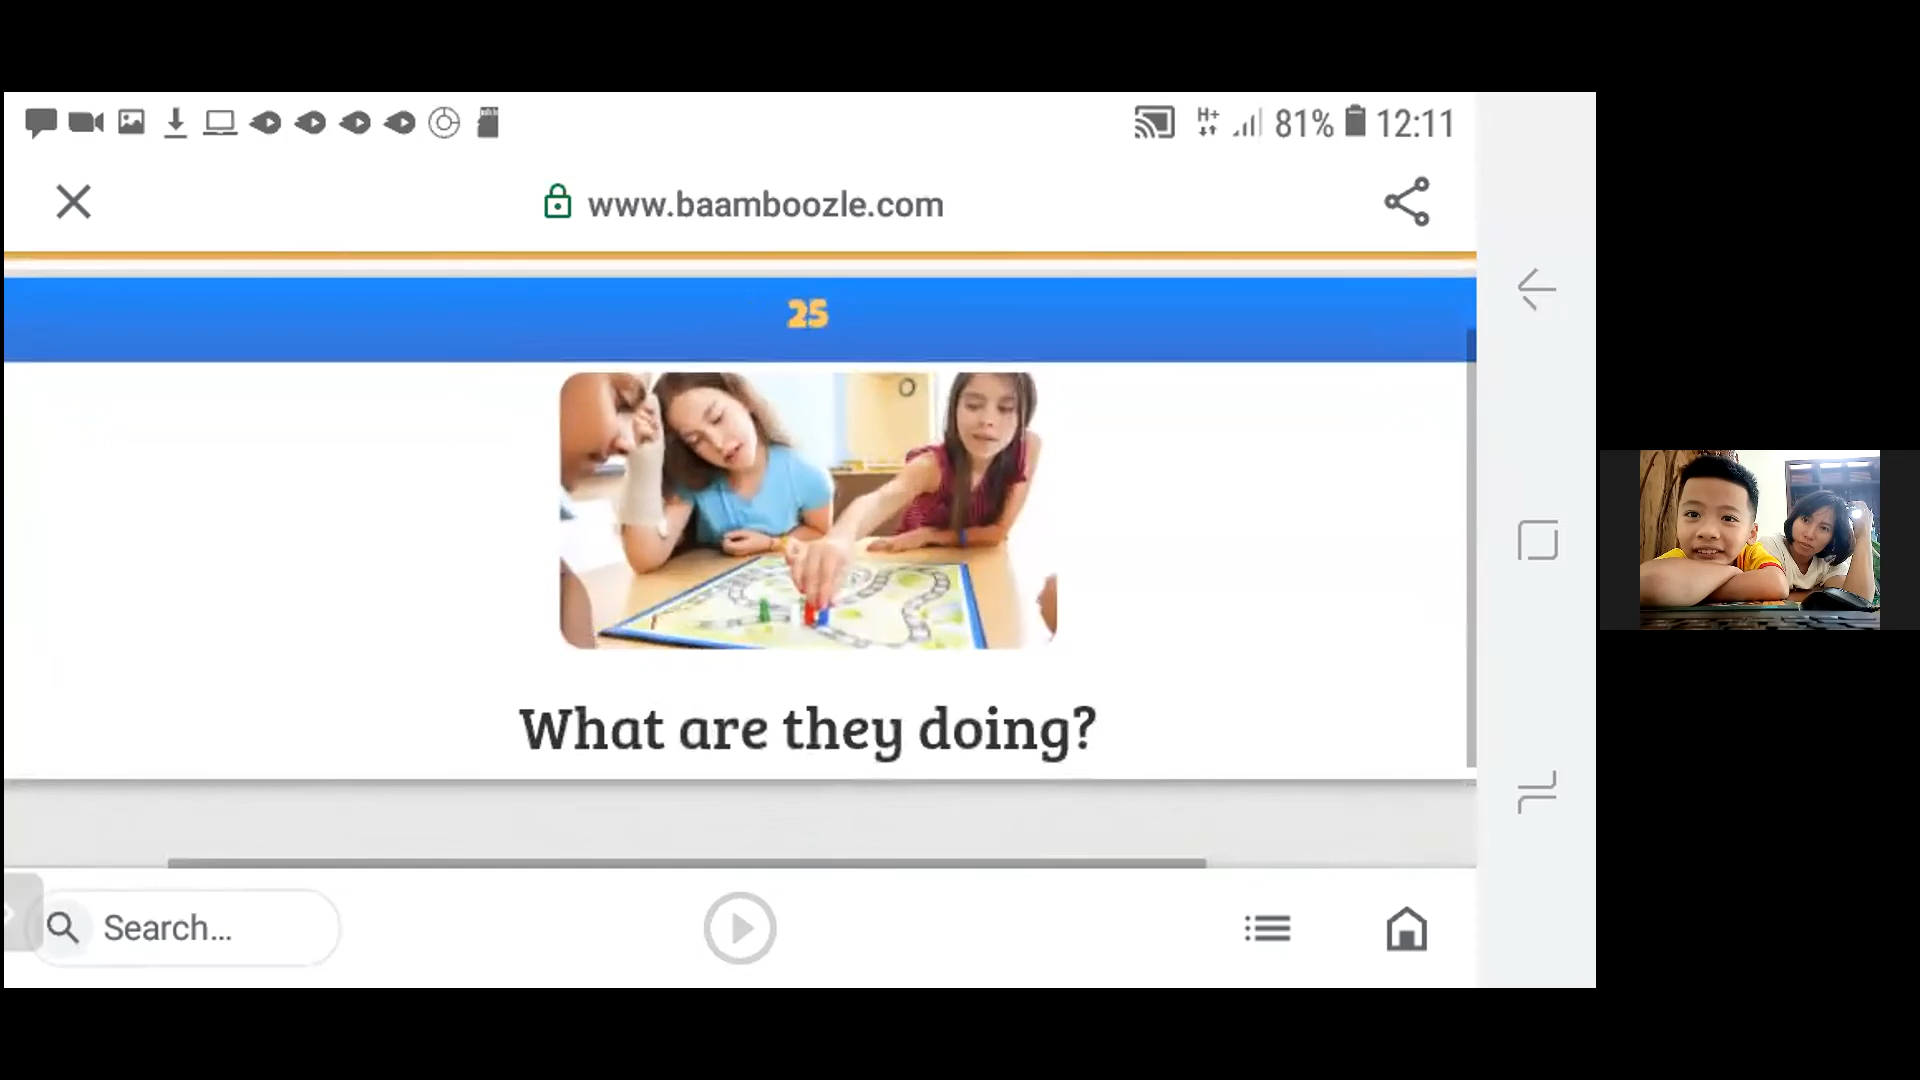 H+ 81% 12:11
www.baamboozle.com
25
What are they doing?
Search...